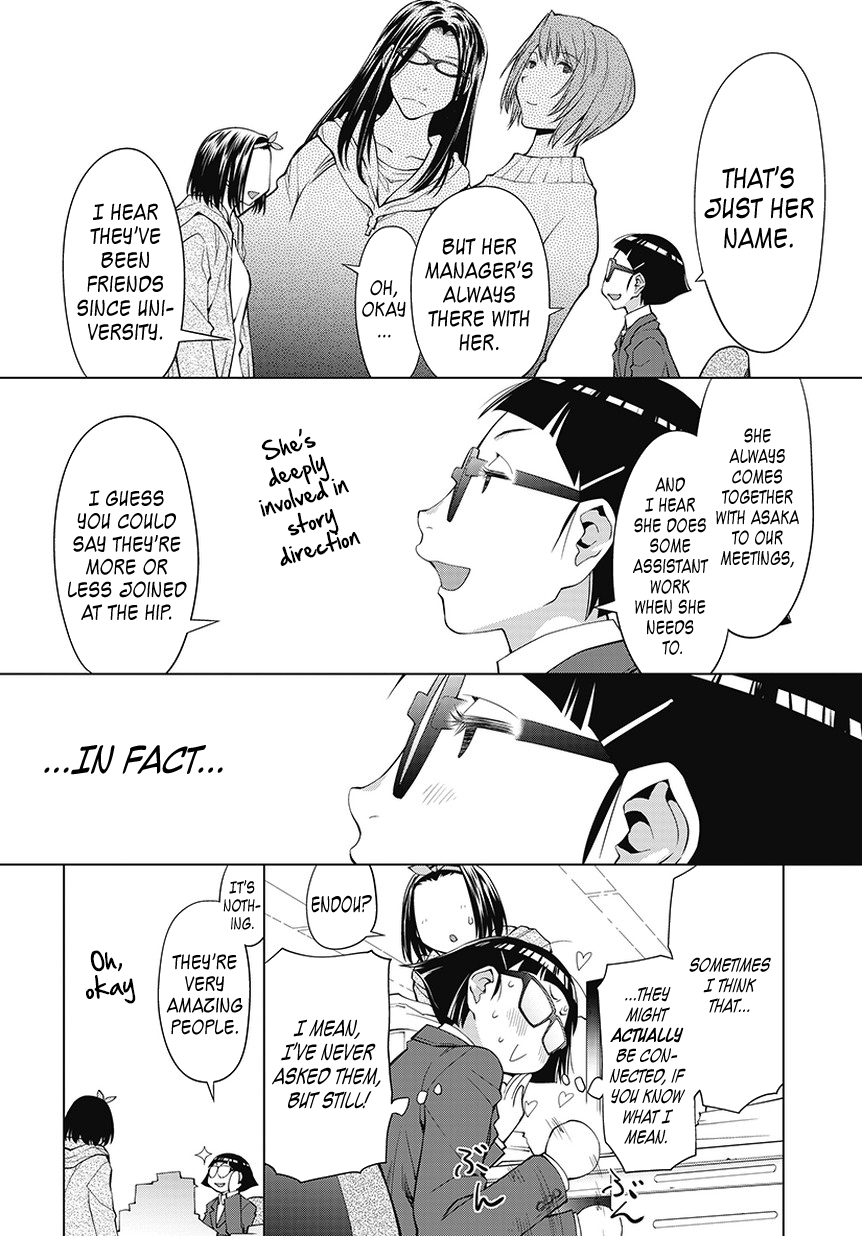 THAT'S
JUST HER
NAME.
BUT HER
MANAGER'S
ALWAYS
THERE WITH
HER.
OH,
OKAY
...
I HEAR
THEY'VE
BEEN
FRIENDS
SINCE UNI-
VERSITY.
SHE
ALWAYS
COMES
TOGETHER
WITH ASAKA
TO OUR
MEETINGS,
AND
I HEAR
SHE DOES
SOME
ASSISTANT
WORK
WHEN SHE
NEEDS
TO.
She's
deeply
involved in
story
direction
I GUESS
YOU COULD
SAY THEY'RE
MORE OR
LESS JOINED
AT THE HIP.
...IN FACT...
SOMETIMES
I THINK
THAT...
...THEY
MIGHT
ACTUALLY
BE CON-
NECTED, IF
YOU KNOW
WHAT I
MEAN.
ENDOU?
I MEAN,
I'VE NEVER
ASKED THEM,
BUT STILL!
ぶん
ぶん
IT'S
NOTH-
ING.
THEY'RE
VERY
AMAZING
PEOPLE.
Oh,
okay